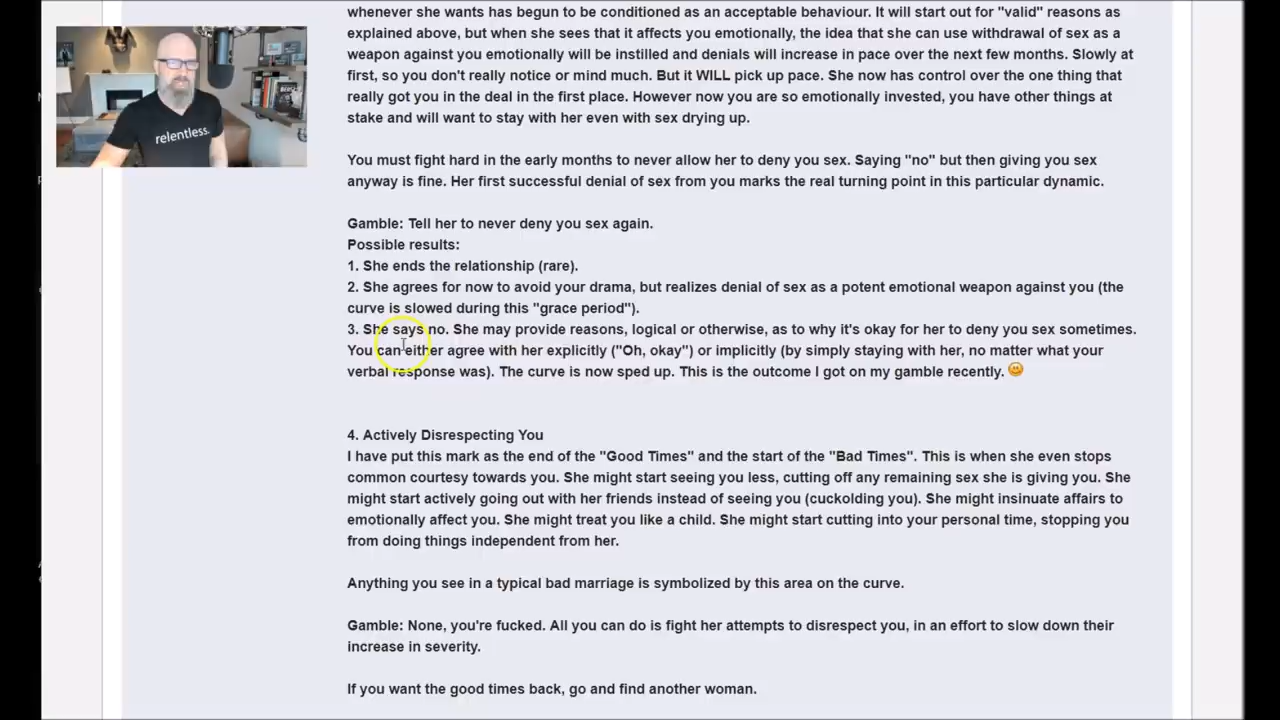 whenever she wants has begun to be conditioned as an acceptable behaviour. It will start out for "valid" reasons as
explained above, but when she sees that it affects you emotionally, the idea that she can use withdrawal of sex as a
weapon against you emotionally will be instilled and denials will increase in pace over the next few months. Slowly at
first, so you don't really notice or mind much. But it WILL pick up pace. She now has control over the one thing that
really got you in the deal in the first place. However now you are so emotionally invested, you have other things at
stake and will want to stay with her even with sex drying up.
relentless.
You must fight hard in the early months to never allow her to deny you sex. Saying "no" but then giving you sex
anyway is fine. Her first successful denial of sex from you marks the real turning point in this particular dynamic.
Gamble: Tell her to never deny you sex again.
Possible results:
1. She ends the relationship (rare).
2. She agrees for now to avoid your drama, but realizes denial of sex as a potent emotional weapon against you (the
curve is slowed during this "grace period").
3. She says no. She may provide reasons, logical or otherwise, as to why it's okay for her to deny you sex sometimes.
You can either agree with her explicitly ("Oh, okay") or implicitly (by simply staying with her, no matter what your
verbal response was). The curve is now sped up. This is the outcome I got on my gamble recently.
4. Actively Disrespecting You
I have put this mark as the end of the "Good Times" and the start of the "Bad Times". This is when she even stops
common courtesy towards you. She might start seeing you less, cutting off any remaining sex she is giving you. She
might start actively going out with her friends instead of seeing you (cuckolding you). She might insinuate affairs to
emotionally affect you. She might treat you like a child. She might start cutting into your personal time, stopping you
from doing things independent from her.
Anything you see in a typical bad marriage is symbolized by this area on the curve.
Gamble: None, you're fucked. All you can do is fight her attempts to disrespect you, in an effort to slow down their
increase in severity.
If you want the good times back, go and find another woman.